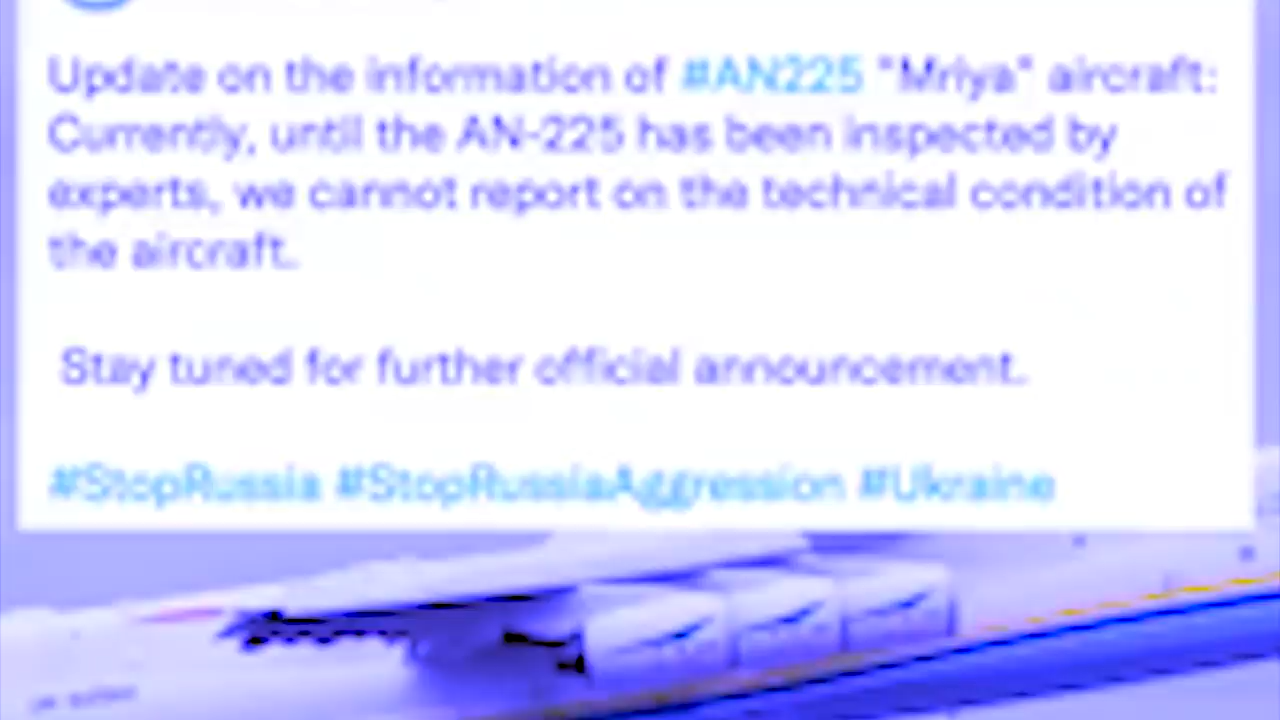 Update on the information of #AN225 "Mriya" aircraft:
Currently, until the AN-225 has been inspected by
experts, we cannot report on the technical condition of
the aircraft.
Stay tuned for further official announcement.
#StopRussia #StopRussiaAggression #Ukraine